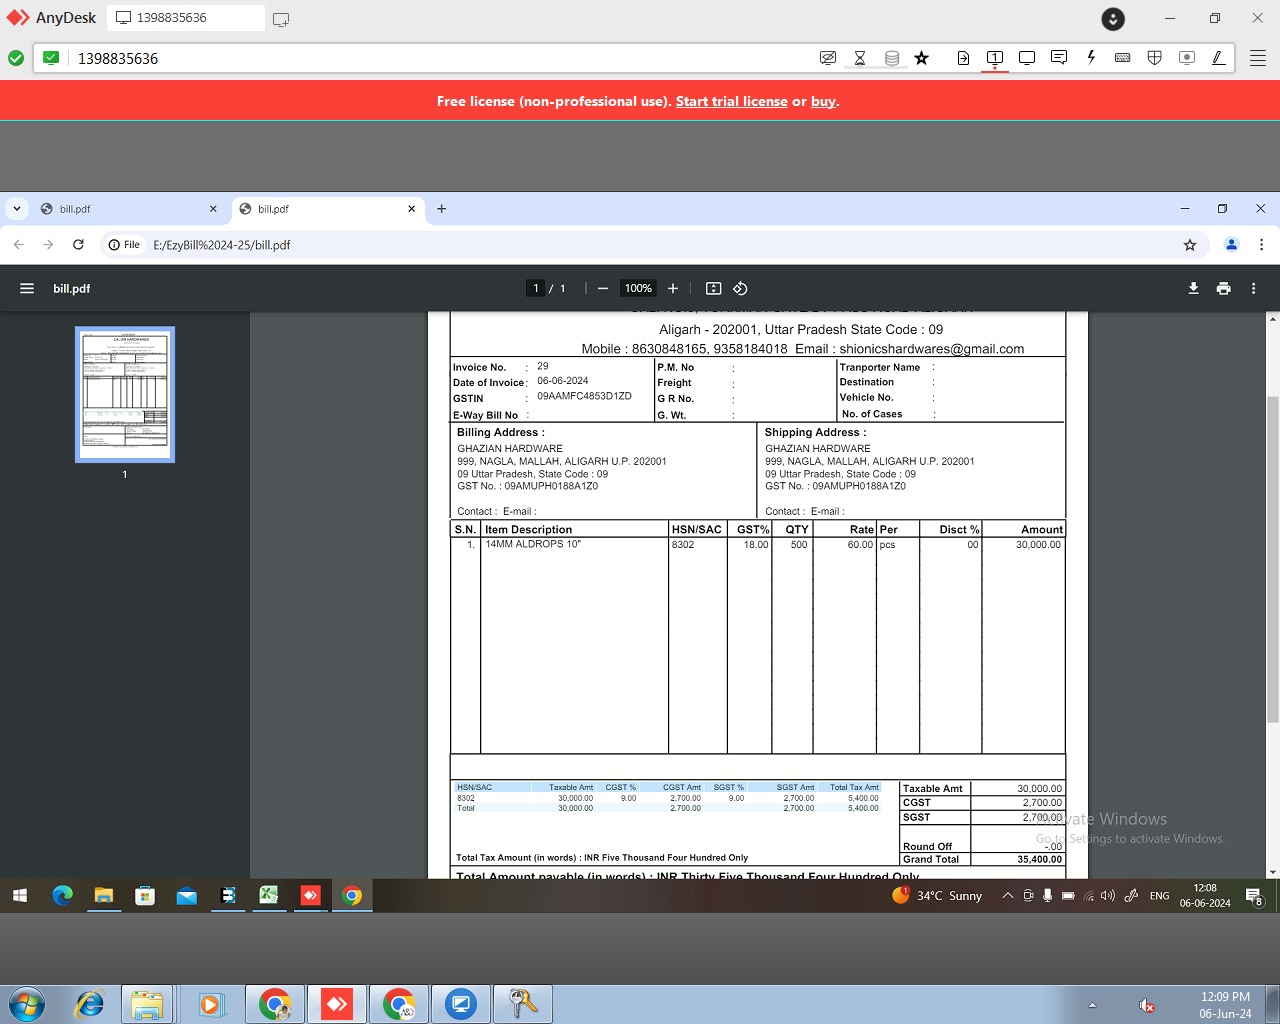 AnyDesk 1398835636
1398835636
Free license (non-professional use). Start trial license or buy.
bill.pdf
bill.pdf
File E:/EzyBill%2024-25/bill.pdf
bill.pdf 1 / 1 100%
Aligarh - 202001, Uttar Pradesh State Code : 09
Mobile : 8630848165, 9358184018 Email : shionicshardwares@gmail.com
Invoice No. : 29 P.M. No : Tranporter Name :
Date of Invoice : 06-06-2024 Freight : Destination :
GSTIN : 09AAMFC4853D1ZD G R No. : Vehicle No. :
E-Way Bill No : G. Wt. : No. of Cases :
Billing Address :
GHAZIAN HARDWARE
999, NAGLA, MALLAH, ALIGARH U.P. 202001
09 Uttar Pradesh, State Code : 09
GST No. : 09AMUPH0188A1Z0
Contact : E-mail :
Shipping Address :
GHAZIAN HARDWARE
999, NAGLA, MALLAH, ALIGARH U.P. 202001
09 Uttar Pradesh, State Code : 09
GST No. : 09AMUPH0188A1Z0
Contact : E-mail :
S.N. Item Description HSN/SAC GST% QTY Rate Per Disct % Amount
1. 14MM ALDROPS 10" 8302 18.00 500 60.00 pcs 00 30,000.00
HSN/SAC Taxable Amt CGST % CGST Amt SGST % SGST Amt Total Tax Amt
8302 30,000.00 9.00 2,700.00 9.00 2,700.00 5,400.00
Total 30,000.00 2,700.00 2,700.00 5,400.00
Total Tax Amount (in words) : INR Five Thousand Four Hundred Only
Taxable Amt 30,000.00
CGST 2,700.00
SGST 2,700.00
Round Off -.00
Grand Total 35,400.00
Total Amount payable (in words) : INR Thirty Five Thousand Four Hundred Only
Activate Windows
Go to Settings to activate Windows.
1
34°C Sunny ENG 12:08
06-06-2024 8
12:09 PM
06-Jun-24